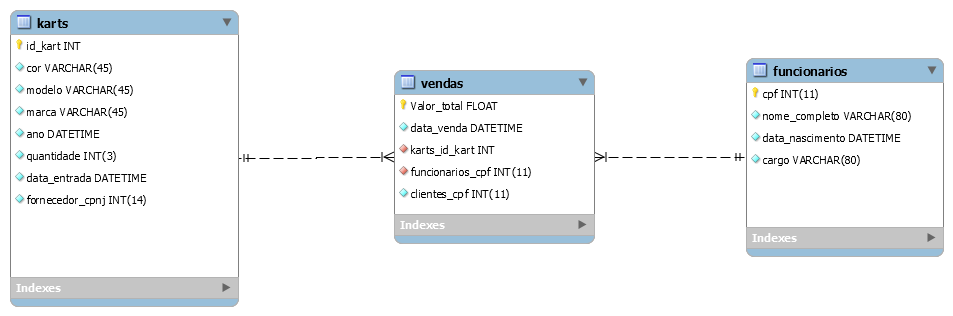 karts
id_kart INT
cor VARCHAR(45)
modelo VARCHAR(45)
marca VARCHAR(45)
ano DATETIME
quantidade INT(3)
data_entrada DATETIME
fornecedor_cpnj INT(14)
Indexes
vendas
Valor_total FLOAT
data_venda DATETIME
karts_id_kart INT
funcionarios_cpf INT(11)
clientes_cpf INT(11)
Indexes
funcionarios
cpf INT(11)
nome_completo VARCHAR(80)
data_nascimento DATETIME
cargo VARCHAR(80)
Indexes